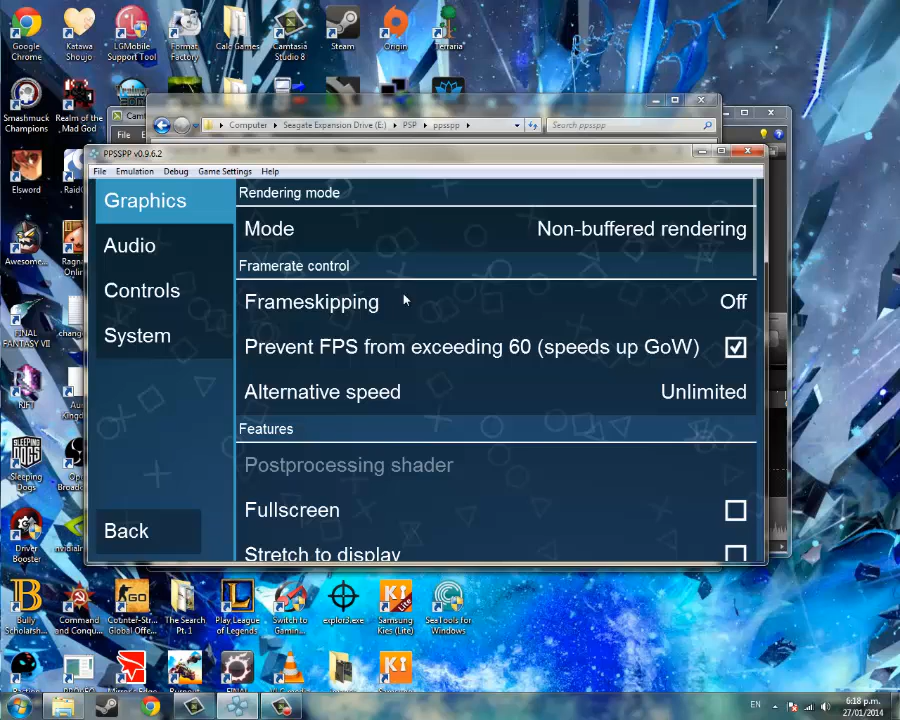 Google Chrome
Katawa Shoujo
LGMobile Support Tool
Format Factory
Calc Games
Camtasia Studio 8
Steam
Origin
Terraria
Smashmuck Champions
Realm of the Mad God
File
Computer ▸ Seagate Expansion Drive (E:) ▸ PSP ▸ ppsspp ▸
Search ppsspp
PPSSPP v0.9.6.2
File Emulation Debug Game Settings Help
Elsword
Awesome...
FINAL FANTASY VII
RIFT
Sleeping Dogs
Driver Booster
Graphics
Audio
Controls
System
Back
Rendering mode
Mode Non-buffered rendering
Framerate control
Frameskipping Off
Prevent FPS from exceeding 60 (speeds up GoW)
Alternative speed Unlimited
Features
Postprocessing shader
Fullscreen
Stretch to display
Bully Scholarsh...
Command and Conqu...
Counter-Str... Global Offe...
The Search Pt. 1
Play League of Legends
Switch to Gamin...
explor3.exe
Samsung Kies (Lite)
SeaTools for Windows
EN
6:18 p.m.
27/01/2014